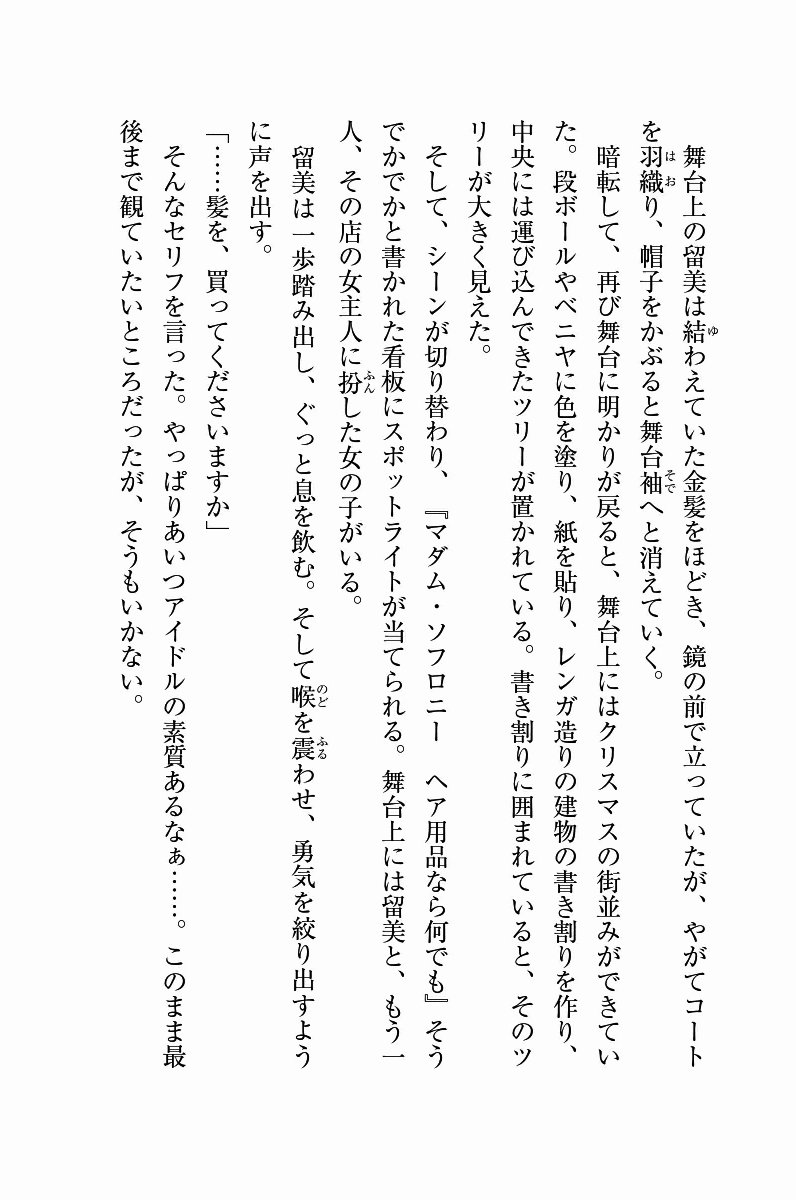 舞台上の留美は結わえていた金髪をほどき、鏡の前で立っていたが、やがてコート
を羽織り、帽子をかぶると舞台袖へと消えていく。
暗転して、再び舞台に明かりが戻ると、舞台上にはクリスマスの街並みができてい
た。段ボールやベニヤに色を塗り、紙を貼り、レンガ造りの建物の書き割りを作り、
中央には運び込んできたツリーが置かれている。書き割りに囲まれていると、そのツ
リーが大きく見えた。
そして、シーンが切り替わり、『マダム・ソフロニー　ヘア用品なら何でも』そう
でかでかと書かれた看板にスポットライトが当てられる。舞台上には留美と、もう一
人、その店の女主人に扮した女の子がいる。
留美は一歩踏み出し、ぐっと息を飲む。そして喉を震わせ、勇気を絞り出すよう
に声を出す。
「……髪を、買ってくださいますか」
そんなセリフを言った。やっぱりあいつアイドルの素質あるなぁ……。このまま最
後まで観ていたいところだったが、そうもいかない。